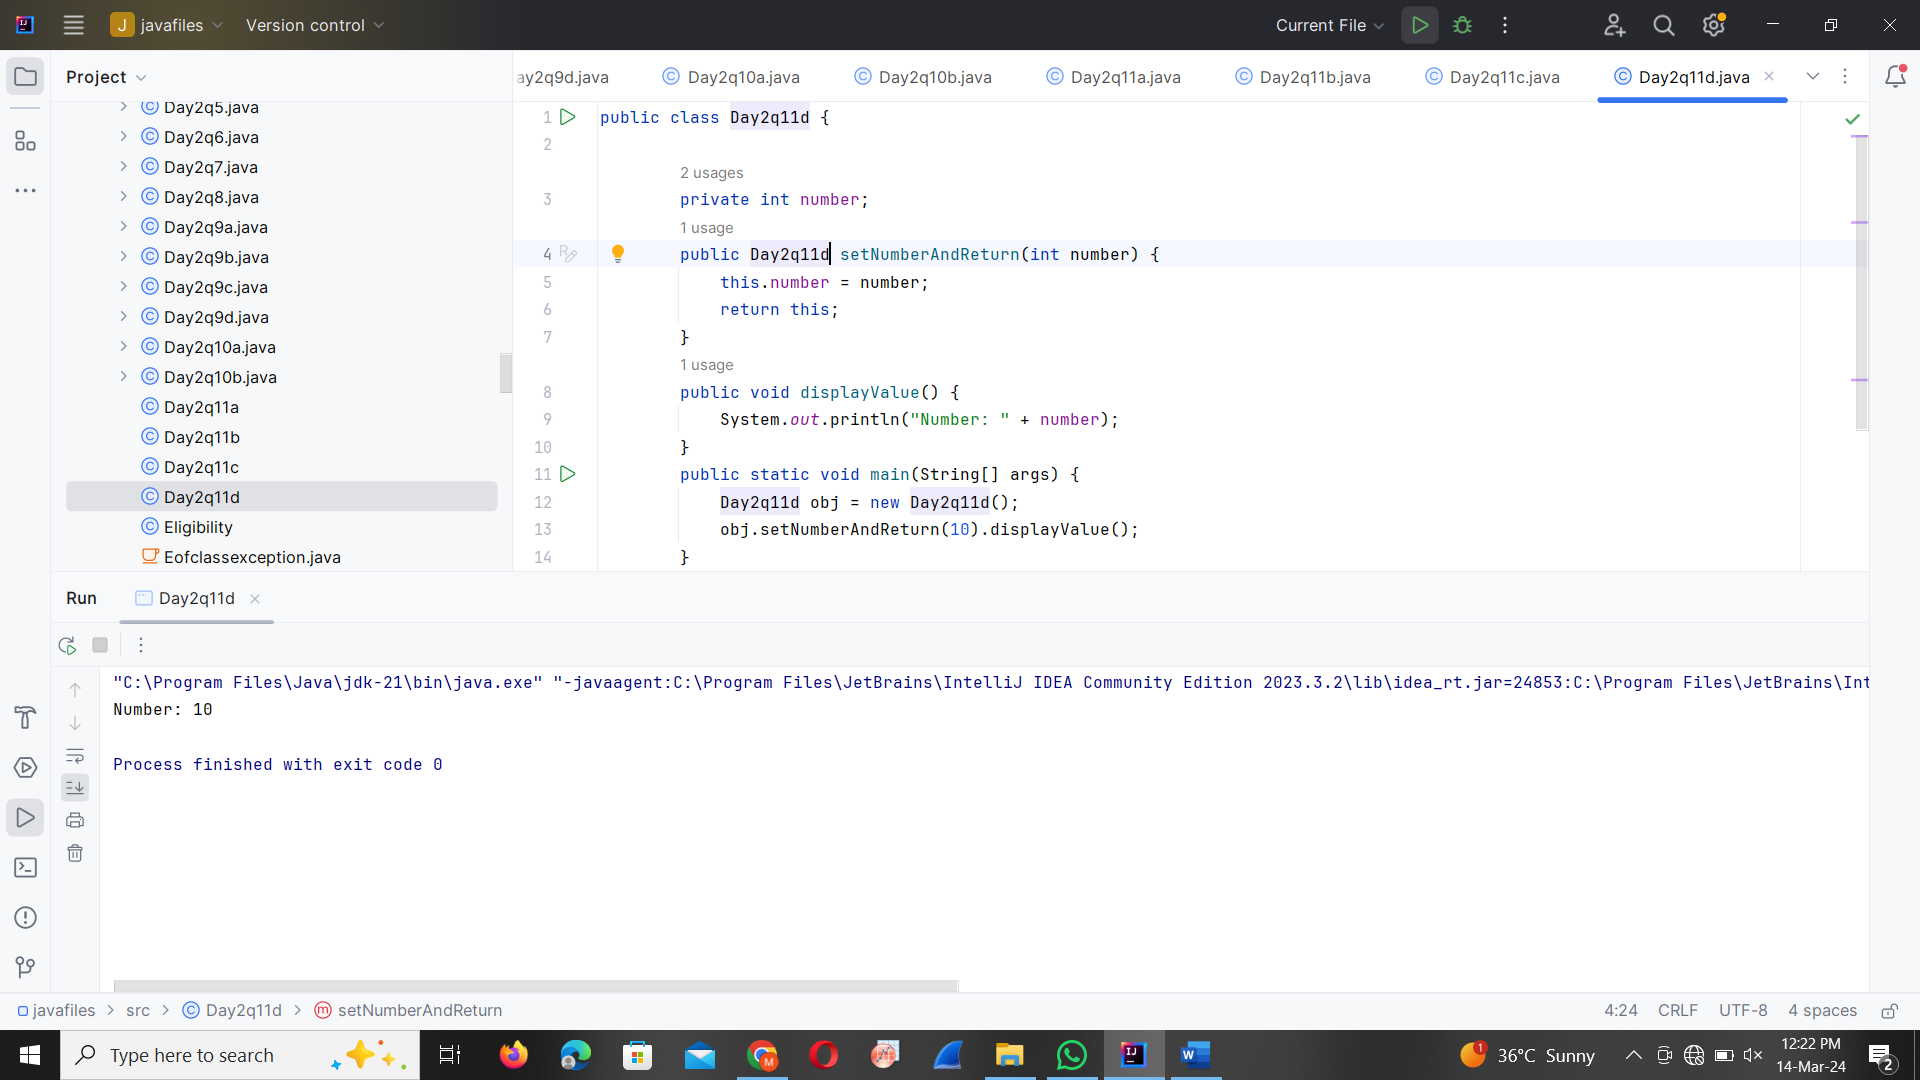 J javafiles Version control Current File
Project
ay2q9d.java Day2q10a.java Day2q10b.java Day2q11a.java Day2q11b.java Day2q11c.java Day2q11d.java
Day2q5.java
Day2q6.java
Day2q7.java
Day2q8.java
Day2q9a.java
Day2q9b.java
Day2q9c.java
Day2q9d.java
Day2q10a.java
Day2q10b.java
Day2q11a
Day2q11b
Day2q11c
Day2q11d
Eligibility
Eofclassexception.java
1 public class Day2q11d {
2
2 usages
3 private int number;
1 usage
4 public Day2q11d setNumberAndReturn(int number) {
5 this.number = number;
6 return this;
7 }
1 usage
8 public void displayValue() {
9 System.out.println("Number: " + number);
10 }
11 public static void main(String[] args) {
12 Day2q11d obj = new Day2q11d();
13 obj.setNumberAndReturn(10).displayValue();
14 }
Run Day2q11d
"C:\Program Files\Java\jdk-21\bin\java.exe" "-javaagent:C:\Program Files\JetBrains\IntelliJ IDEA Community Edition 2023.3.2\lib\idea_rt.jar=24853:C:\Program Files\JetBrains\Int
Number: 10
Process finished with exit code 0
javafiles > src > Day2q11d > setNumberAndReturn 4:24 CRLF UTF-8 4 spaces
Type here to search 1 36°C Sunny 12:22 PM
14-Mar-24 2